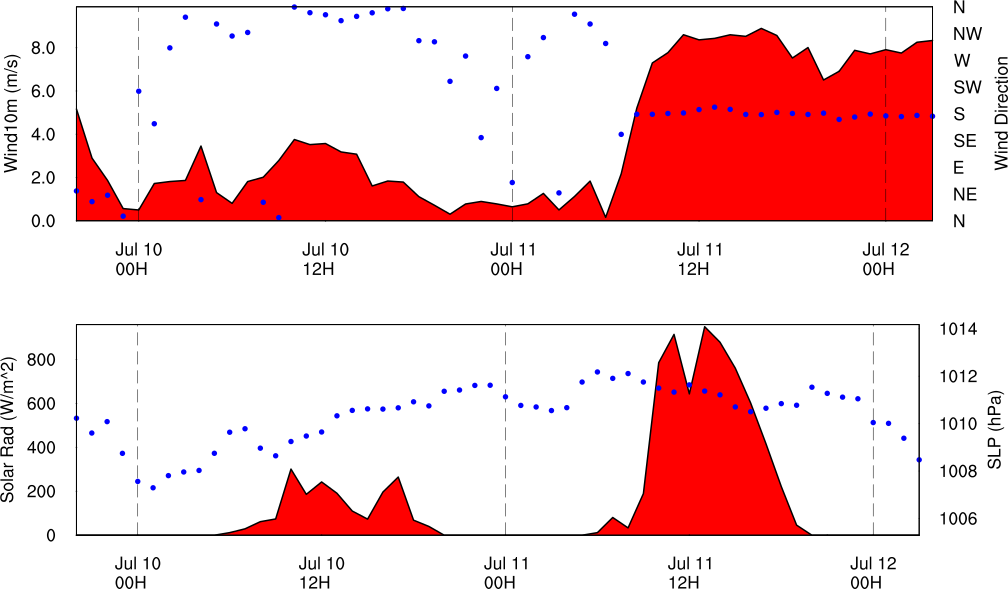 Wind10m (m/s)
8.0
6.0
4.0
2.0
0.0
N
NW
W
SW
S
SE
E
NE
N
Wind Direction
Jul 10
00H
Jul 10
12H
Jul 11
00H
Jul 11
12H
Jul 12
00H
Solar Rad (W/m^2)
800
600
400
200
0
1014
1012
1010
1008
1006
SLP (hPa)
Jul 10
00H
Jul 10
12H
Jul 11
00H
Jul 11
12H
Jul 12
00H